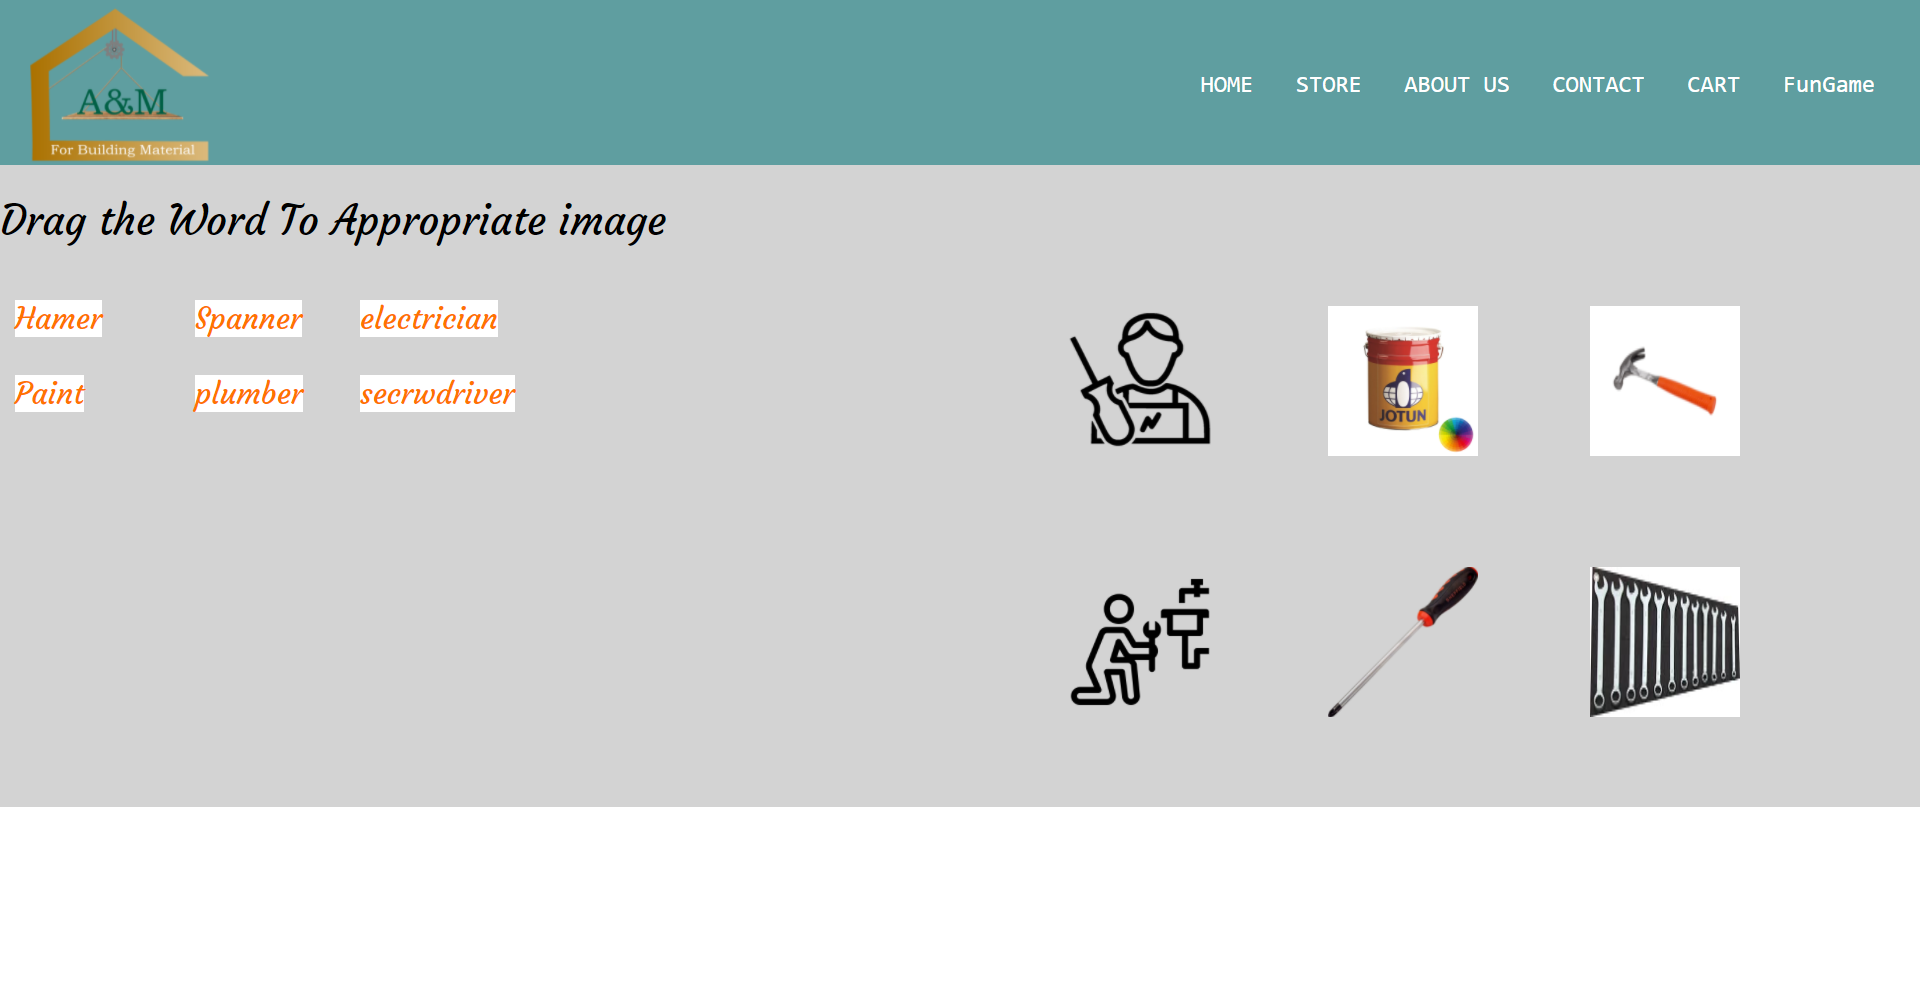 A&M
For Building Material
HOME STORE ABOUT US CONTACT CART FunGame
Drag the Word To Appropriate image
Hamer Spanner electrician
Paint plumber secrwdriver
JOTUN